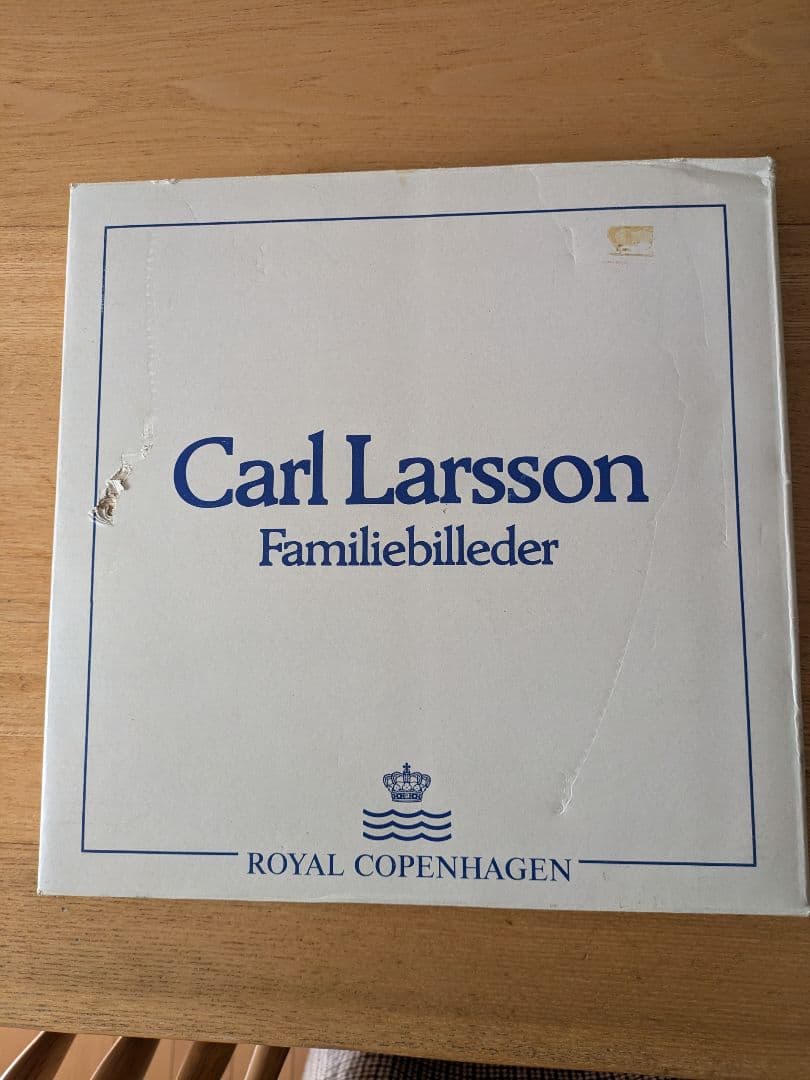 Carl Larsson
Familiebilleder
ROYAL COPENHAGEN